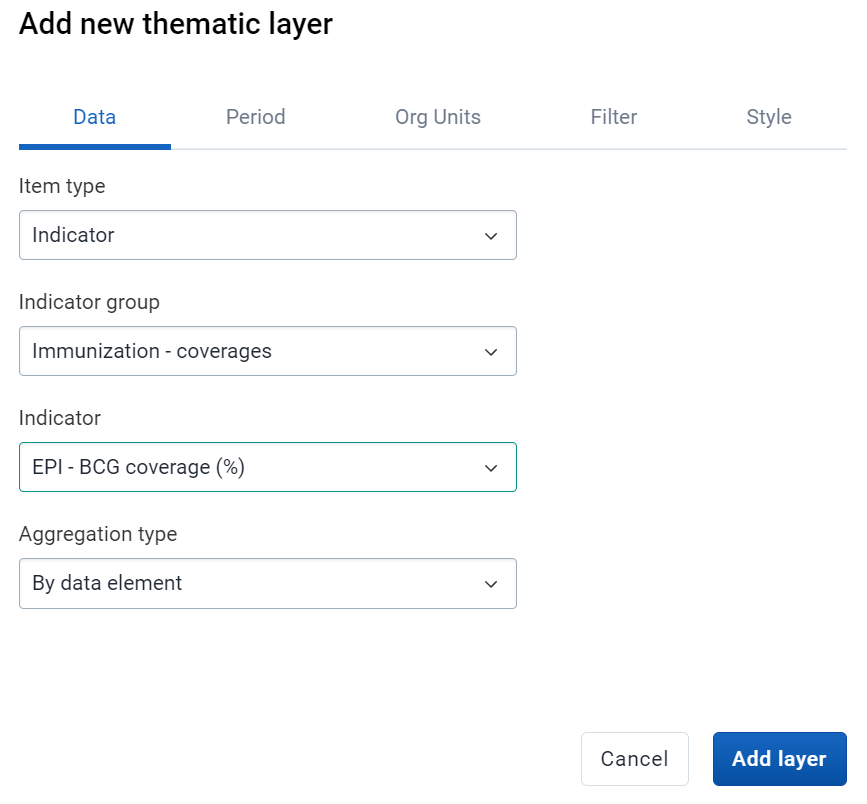 Add new thematic layer
Data Period Org Units Filter Style
Item type
Indicator
Indicator group
Immunization - coverages
Indicator
EPI - BCG coverage (%)
Aggregation type
By data element
Cancel Add layer